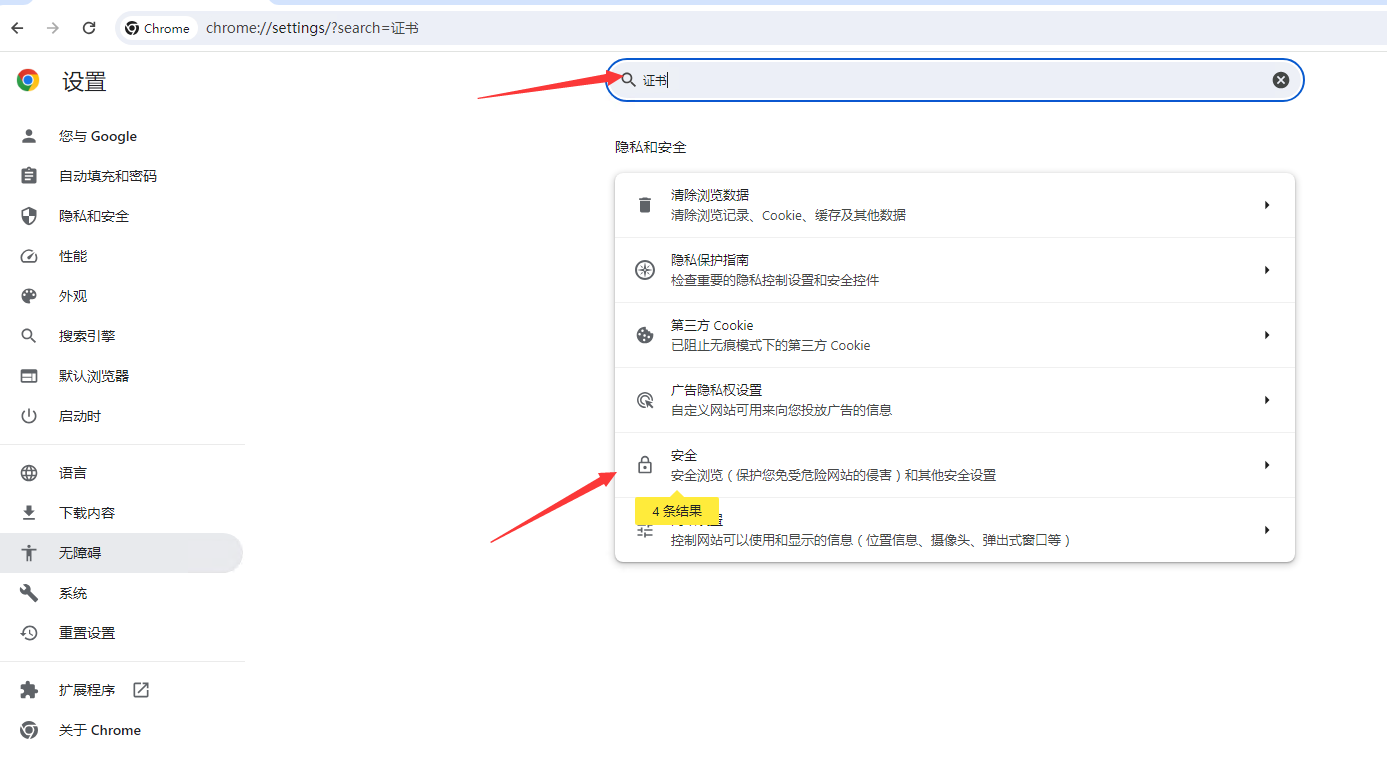 Chrome
chrome://settings/?search=证书
设置
证书
您与 Google
自动填充和密码
隐私和安全
性能
外观
搜索引擎
默认浏览器
启动时
语言
下载内容
无障碍
系统
重置设置
扩展程序
关于 Chrome
隐私和安全
清除浏览数据
清除浏览记录、Cookie、缓存及其他数据
隐私保护指南
检查重要的隐私控制设置和安全控件
第三方 Cookie
已阻止无痕模式下的第三方 Cookie
广告隐私权设置
自定义网站可用来向您投放广告的信息
安全
安全浏览（保护您免受危险网站的侵害）和其他安全设置
4 条结果
控制网站可以使用和显示的信息（位置信息、摄像头、弹出式窗口等）